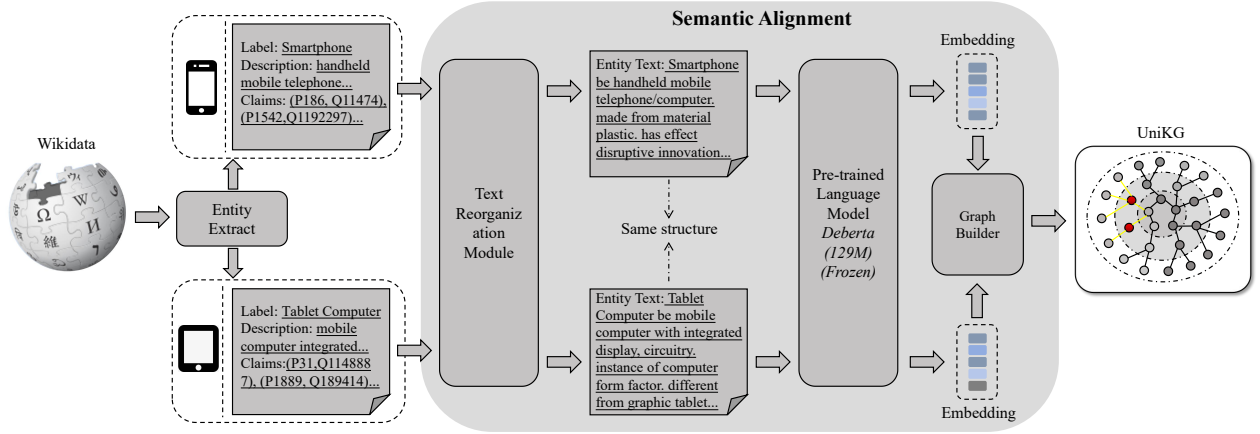 Semantic Alignment
Wikidata
Entity
Extract
Label: Smartphone
Description: handheld
mobile telephone...
Claims: (P186, Q11474),
(P1542,Q1192297)...
Label: Tablet Computer
Description: mobile
computer integrated...
Claims:(P31,Q114888
7), (P1889, Q189414)...
Text
Reorganiz
ation
Module
Entity Text: Smartphone
be handheld mobile
telephone/computer.
made from material
plastic. has effect
disruptive innovation...
Same structure
Entity Text: Tablet
Computer be mobile
computer with integrated
display, circuitry.
instance of computer
form factor. different
from graphic tablet...
Pre-trained
Language
Model
Deberta
(129M)
(Frozen)
Embedding
Graph
Builder
Embedding
UniKG
Ω
W
И
維